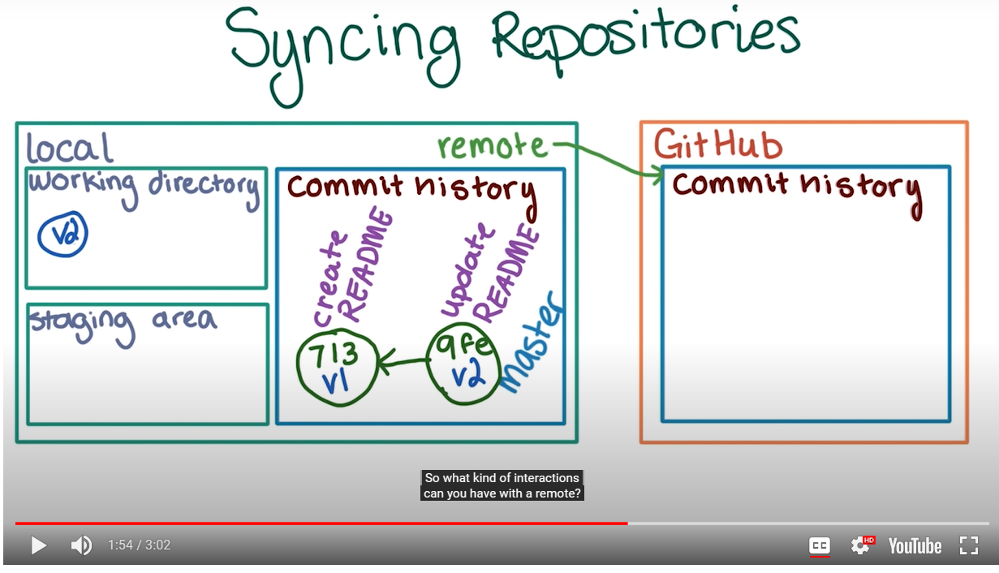 Syncing Repositories
local
remote
working directory
V2
staging area
Commit history
create
README
update
README
713
v1
9fe
v2
master
GitHub
Commit history
So what kind of interactions
can you have with a remote?
1:54 / 3:02
CC
HD
YouTube